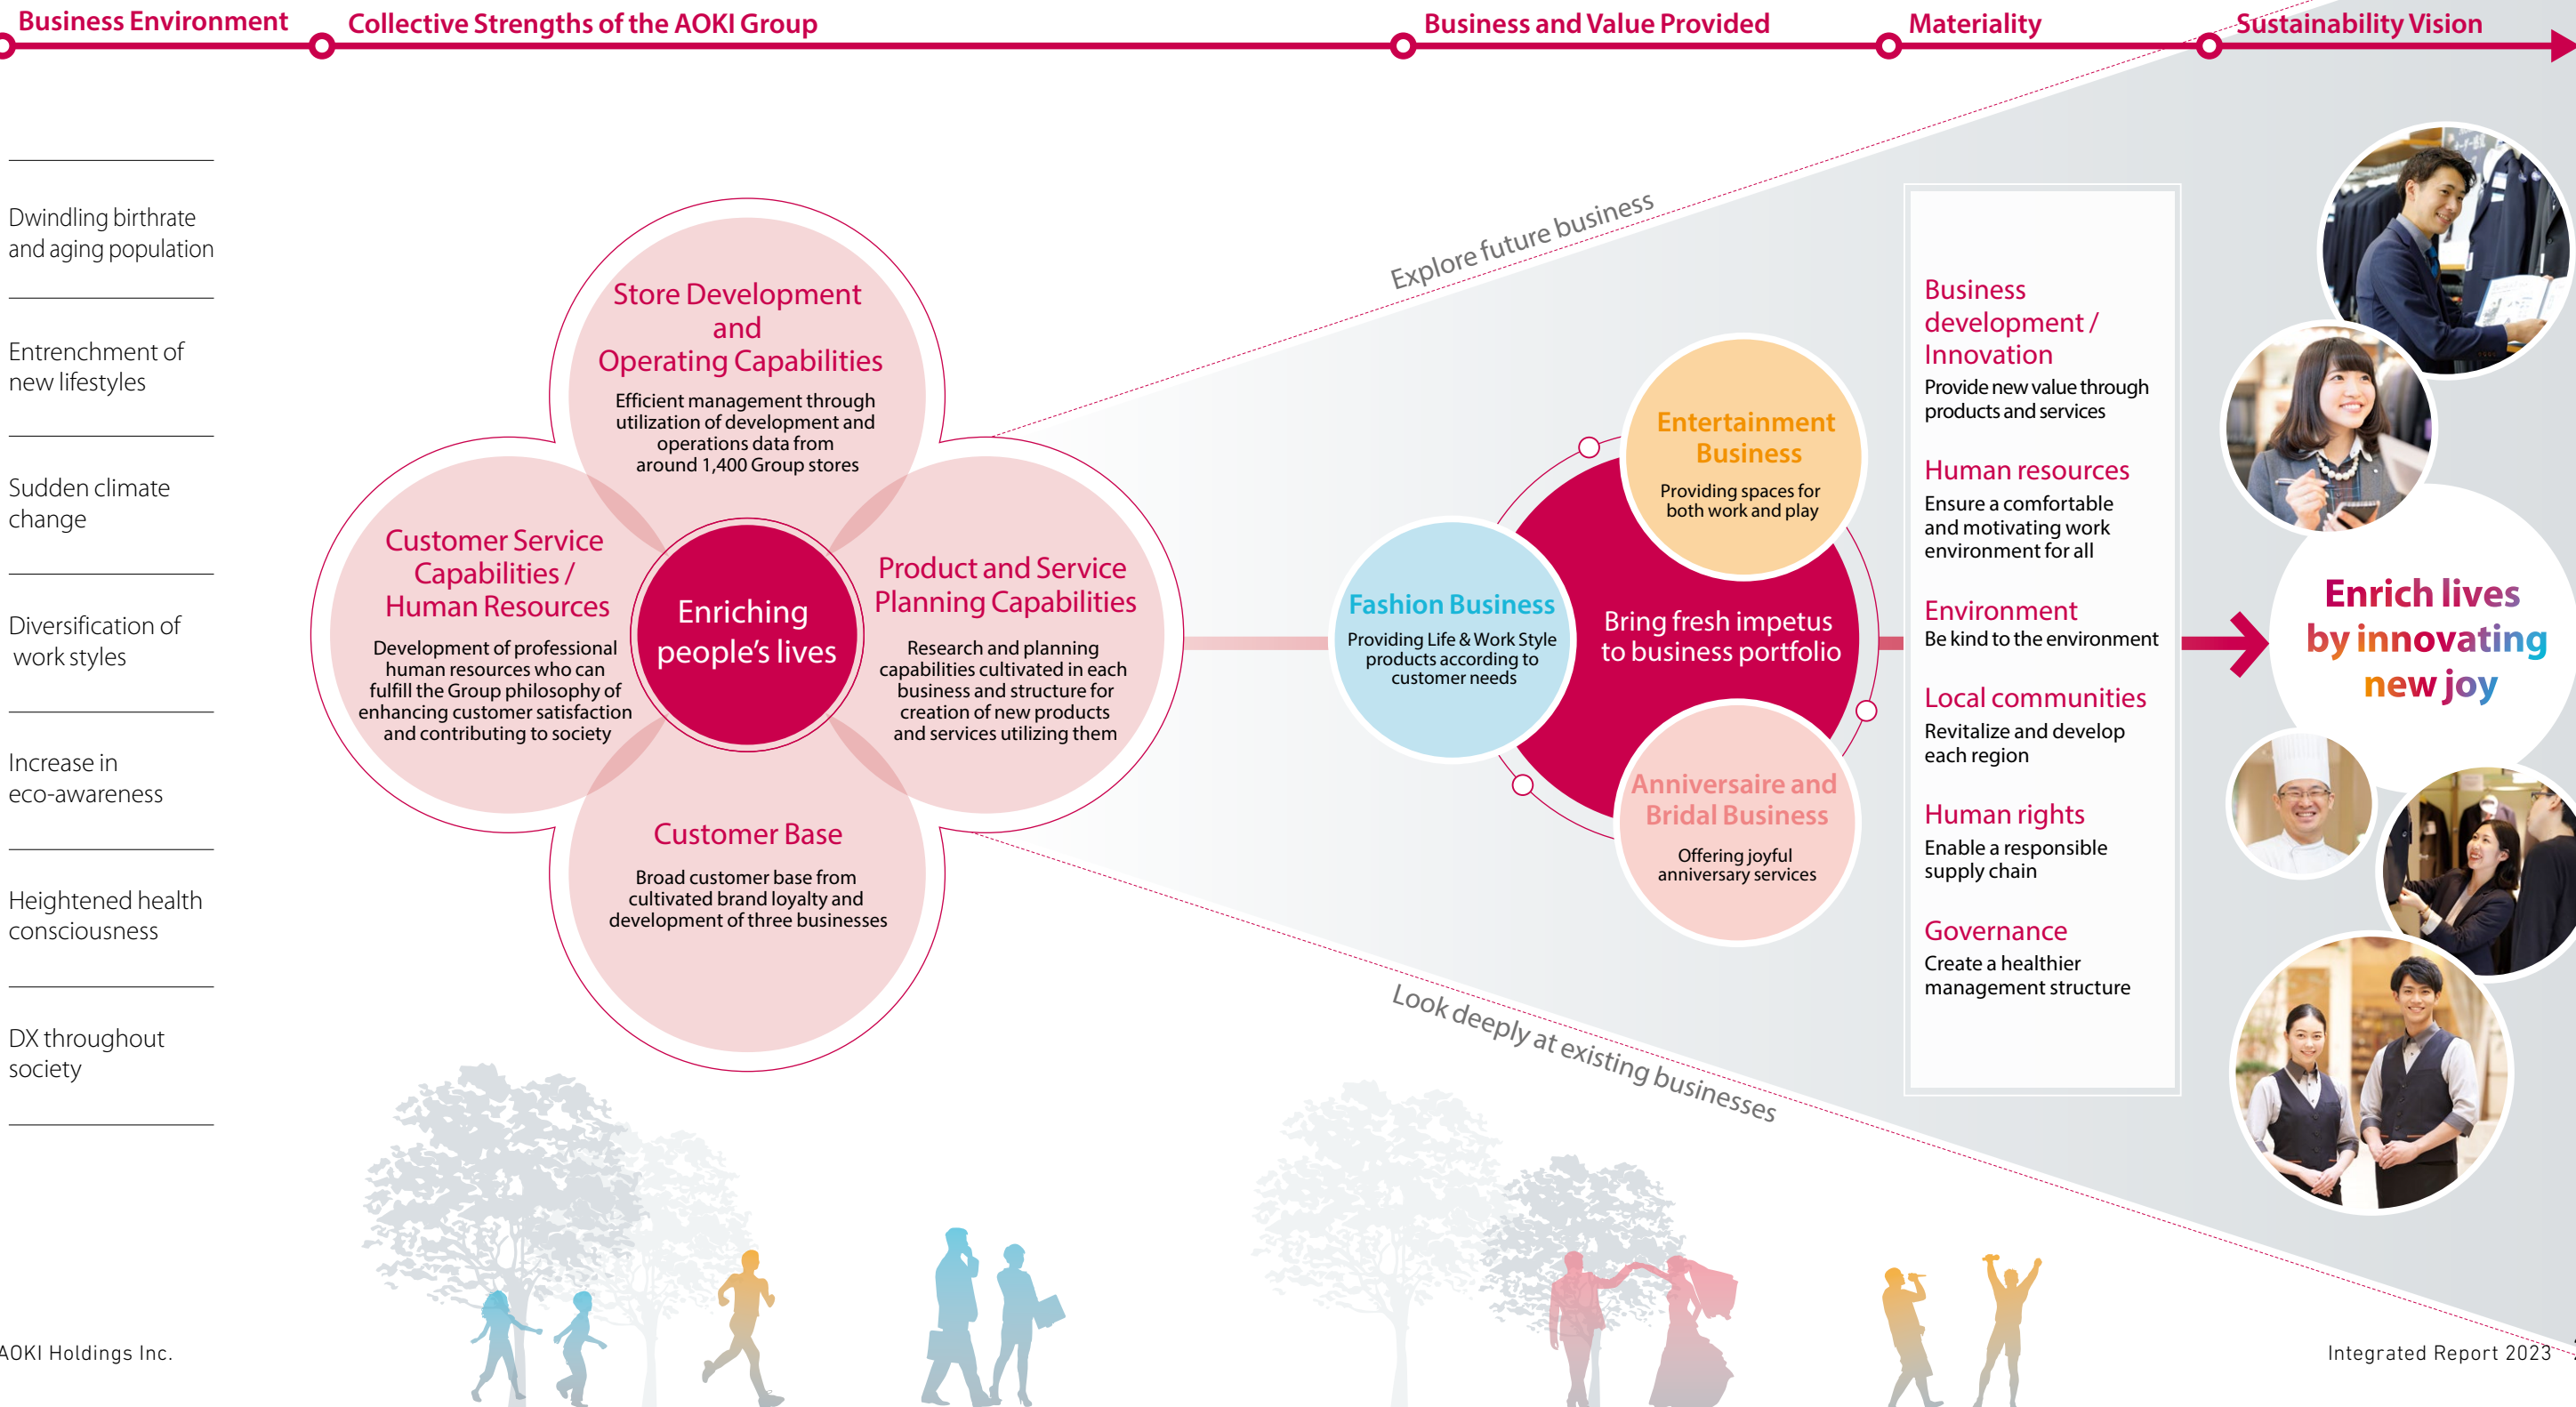 Business Environment
Collective Strengths of the AOKI Group
Business and Value Provided
Materiality
Sustainability Vision
Dwindling birthrate
and aging population
Entrenchment of
new lifestyles
Sudden climate
change
Diversification of
work styles
Increase in
eco-awareness
Heightened health
consciousness
DX throughout
society
Store Development
and
Operating Capabilities
Efficient management through
utilization of development and
operations data from
around 1,400 Group stores
Customer Service
Capabilities /
Human Resources
Development of professional
human resources who can
fulfill the Group philosophy of
enhancing customer satisfaction
and contributing to society
Enriching
people's lives
Product and Service
Planning Capabilities
Research and planning
capabilities cultivated in each
business and structure for
creation of new products
and services utilizing them
Customer Base
Broad customer base from
cultivated brand loyalty and
development of three businesses
Explore future business
Entertainment
Business
Providing spaces for
both work and play
Fashion Business
Providing Life & Work Style
products according to
customer needs
Bring fresh impetus
to business portfolio
Anniversaire and
Bridal Business
Offering joyful
anniversary services
Look deeply at existing businesses
Business
development /
Innovation
Provide new value through
products and services
Human resources
Ensure a comfortable
and motivating work
environment for all
Environment
Be kind to the environment
Local communities
Revitalize and develop
each region
Human rights
Enable a responsible
supply chain
Governance
Create a healthier
management structure
Enrich lives
by innovating
new joy
AOKI Holdings Inc.
Integrated Report 2023